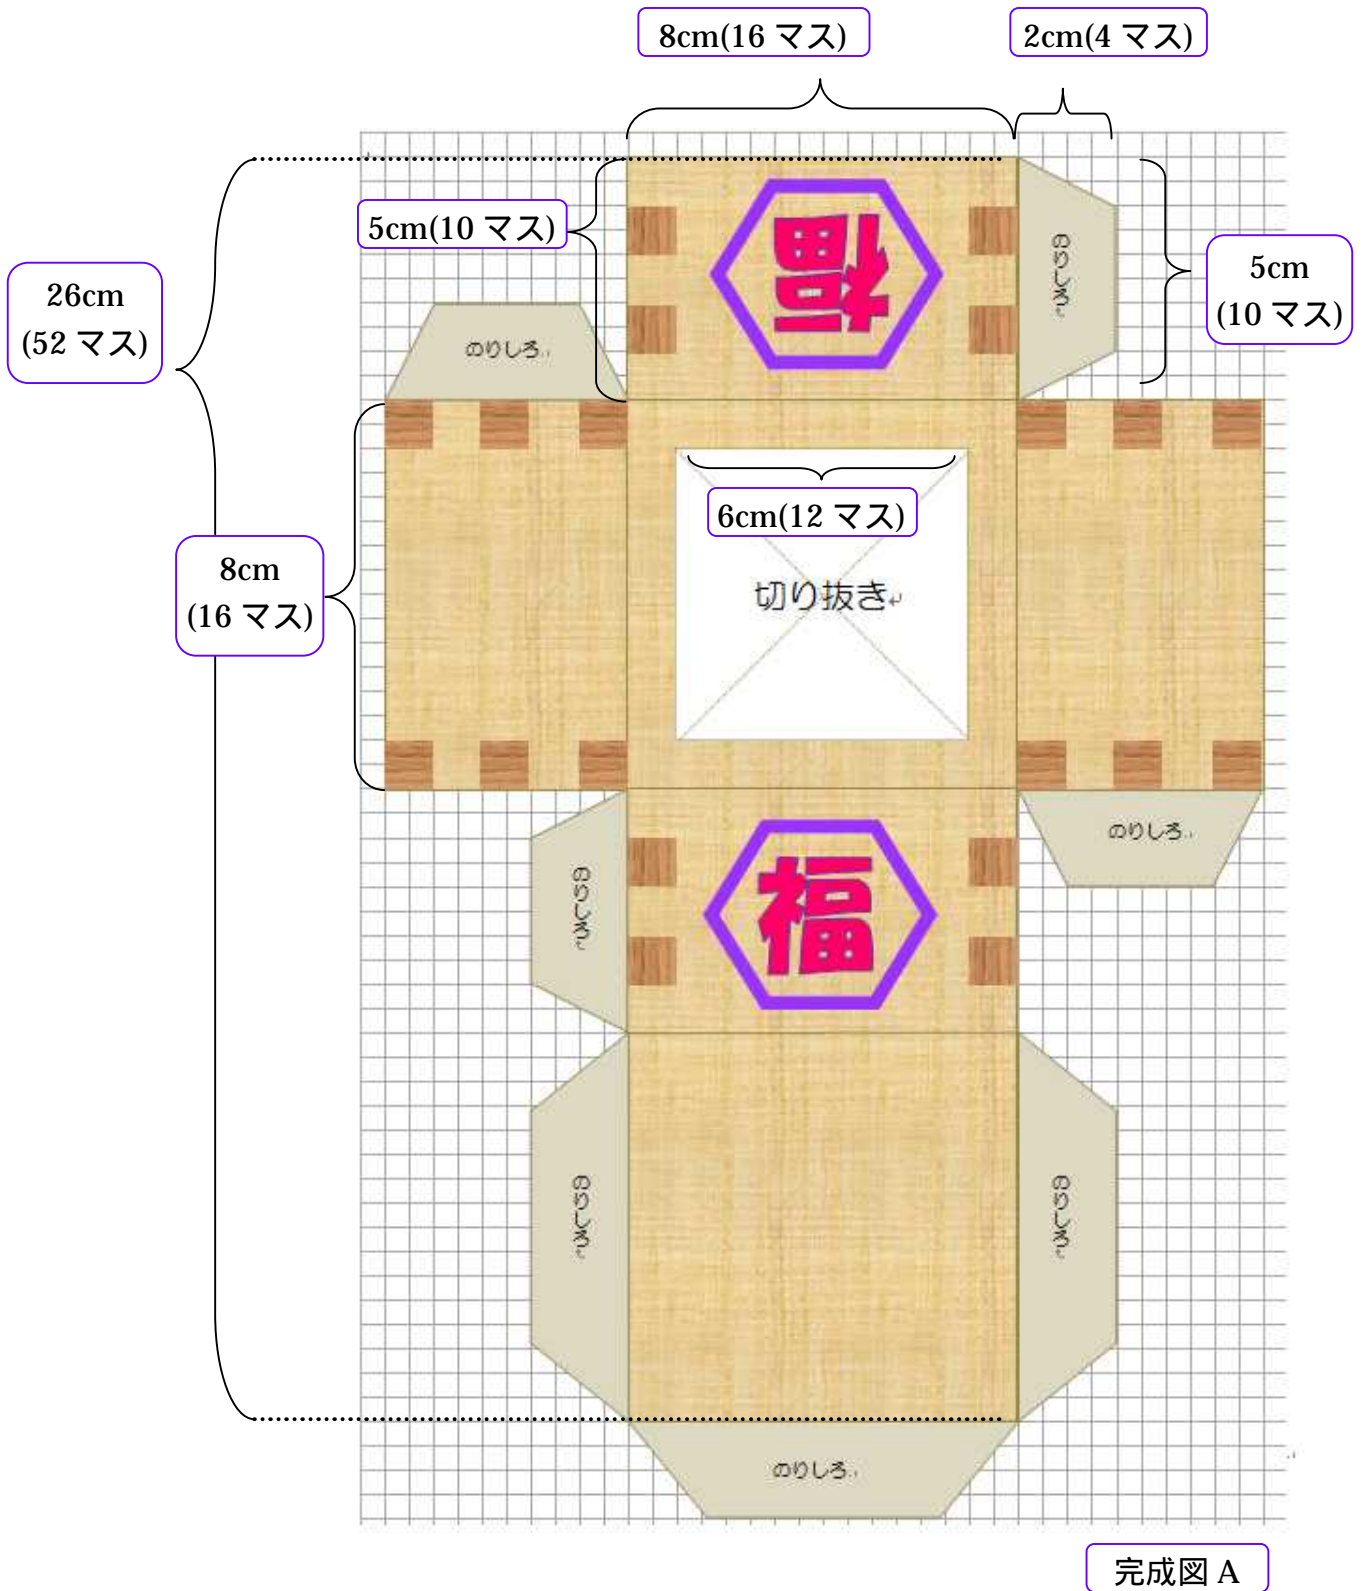 8cm(16 マス)
2cm(4 マス)
5cm(10 マス)
福
のりしろ
5cm
(10 マス)
26cm
(52 マス)
のりしろ
6cm(12 マス)
切り抜き
8cm
(16 マス)
のりしろ
のりしろ
福
のりしろ
のりしろ
のりしろ
完成図 A